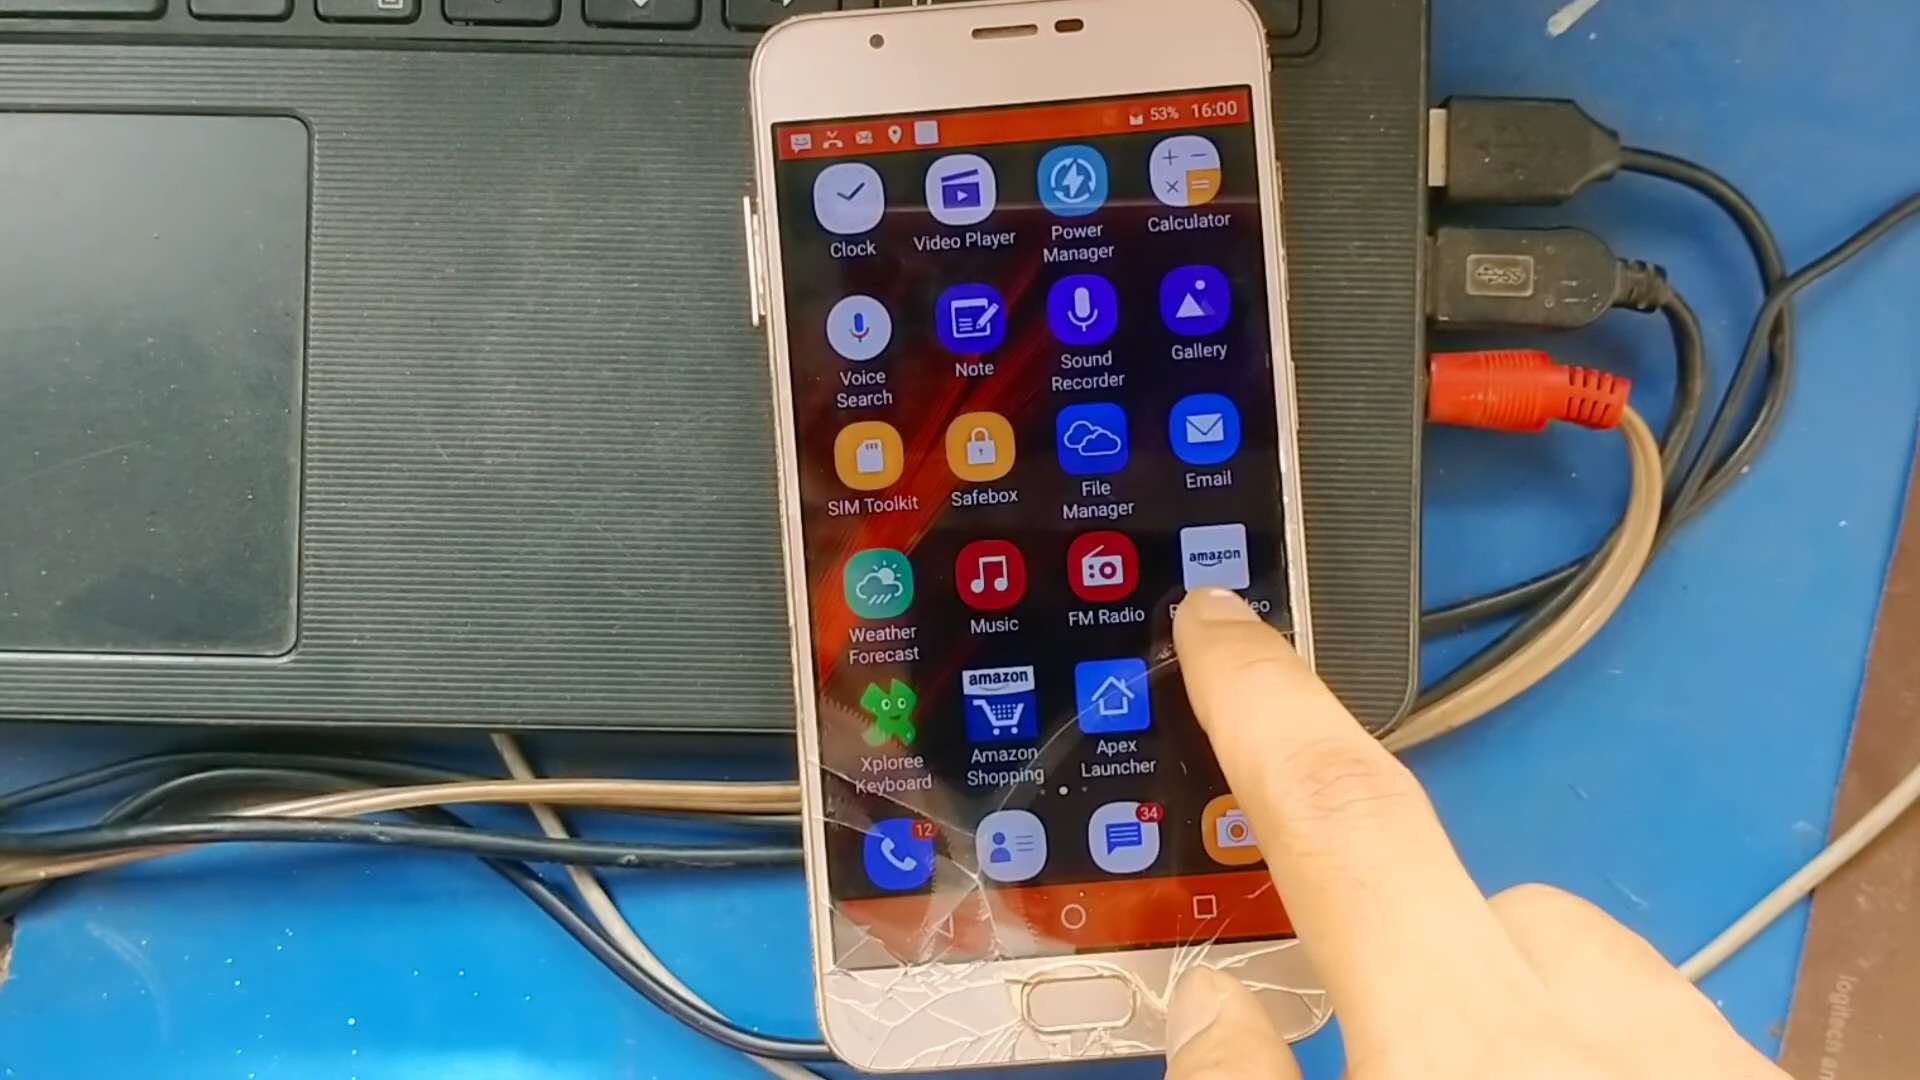 53% 16:00
Clock
Video Player
Power
Manager
Calculator
Voice
Search
Note
Sound
Recorder
Gallery
SIM Toolkit
Safebox
File
Manager
Email
amazon
Weather
Forecast
Music
FM Radio
Xploree
Keyboard
amazon
Amazon
Shopping
Apex
Launcher
12
34
logitech